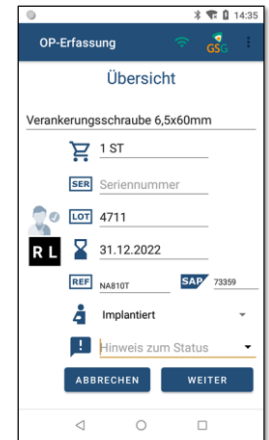 14:35
OP-Erfassung
GSG
Übersicht
Verankerungsschraube 6,5x60mm
1 ST
SER Seriennummer
LOT 4711
R L 31.12.2022
REF NA810T SAP 73359
Implantiert
Hinweis zum Status
ABBRECHEN WEITER